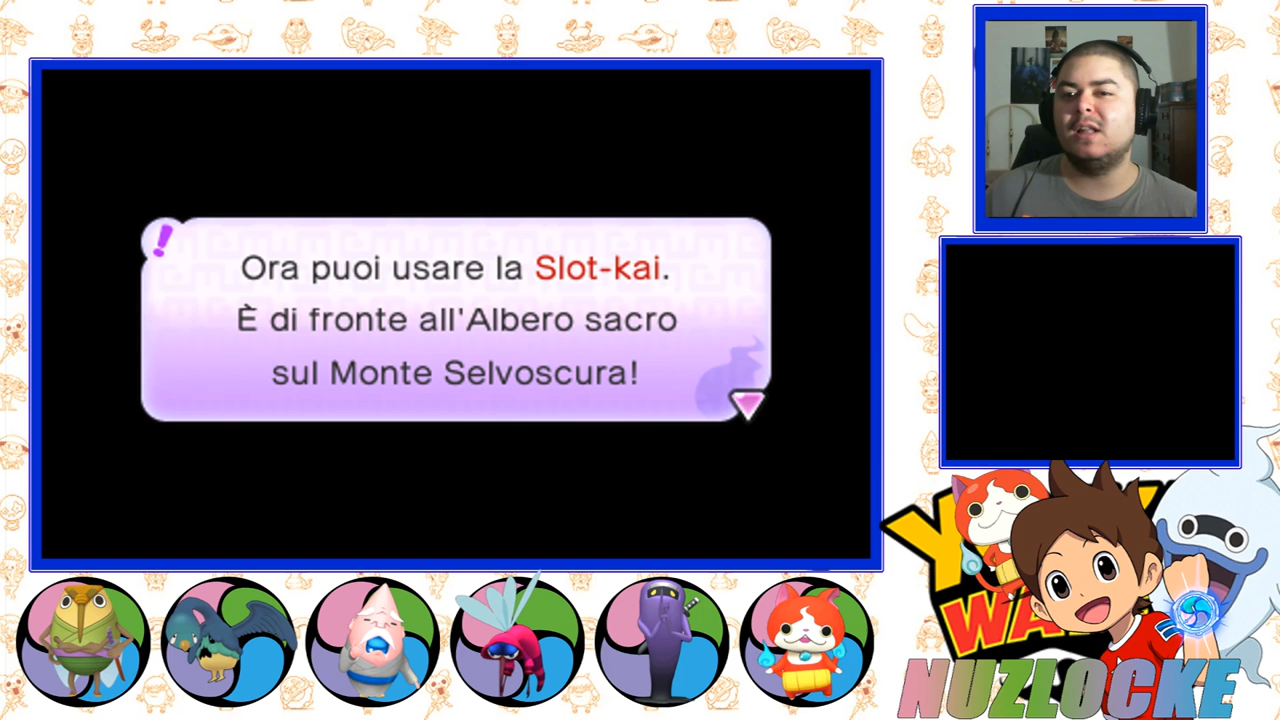 Ora puoi usare la Slot-kai.
È di fronte all'Albero sacro
sul Monte Selvoscura!
NUZLOCKE